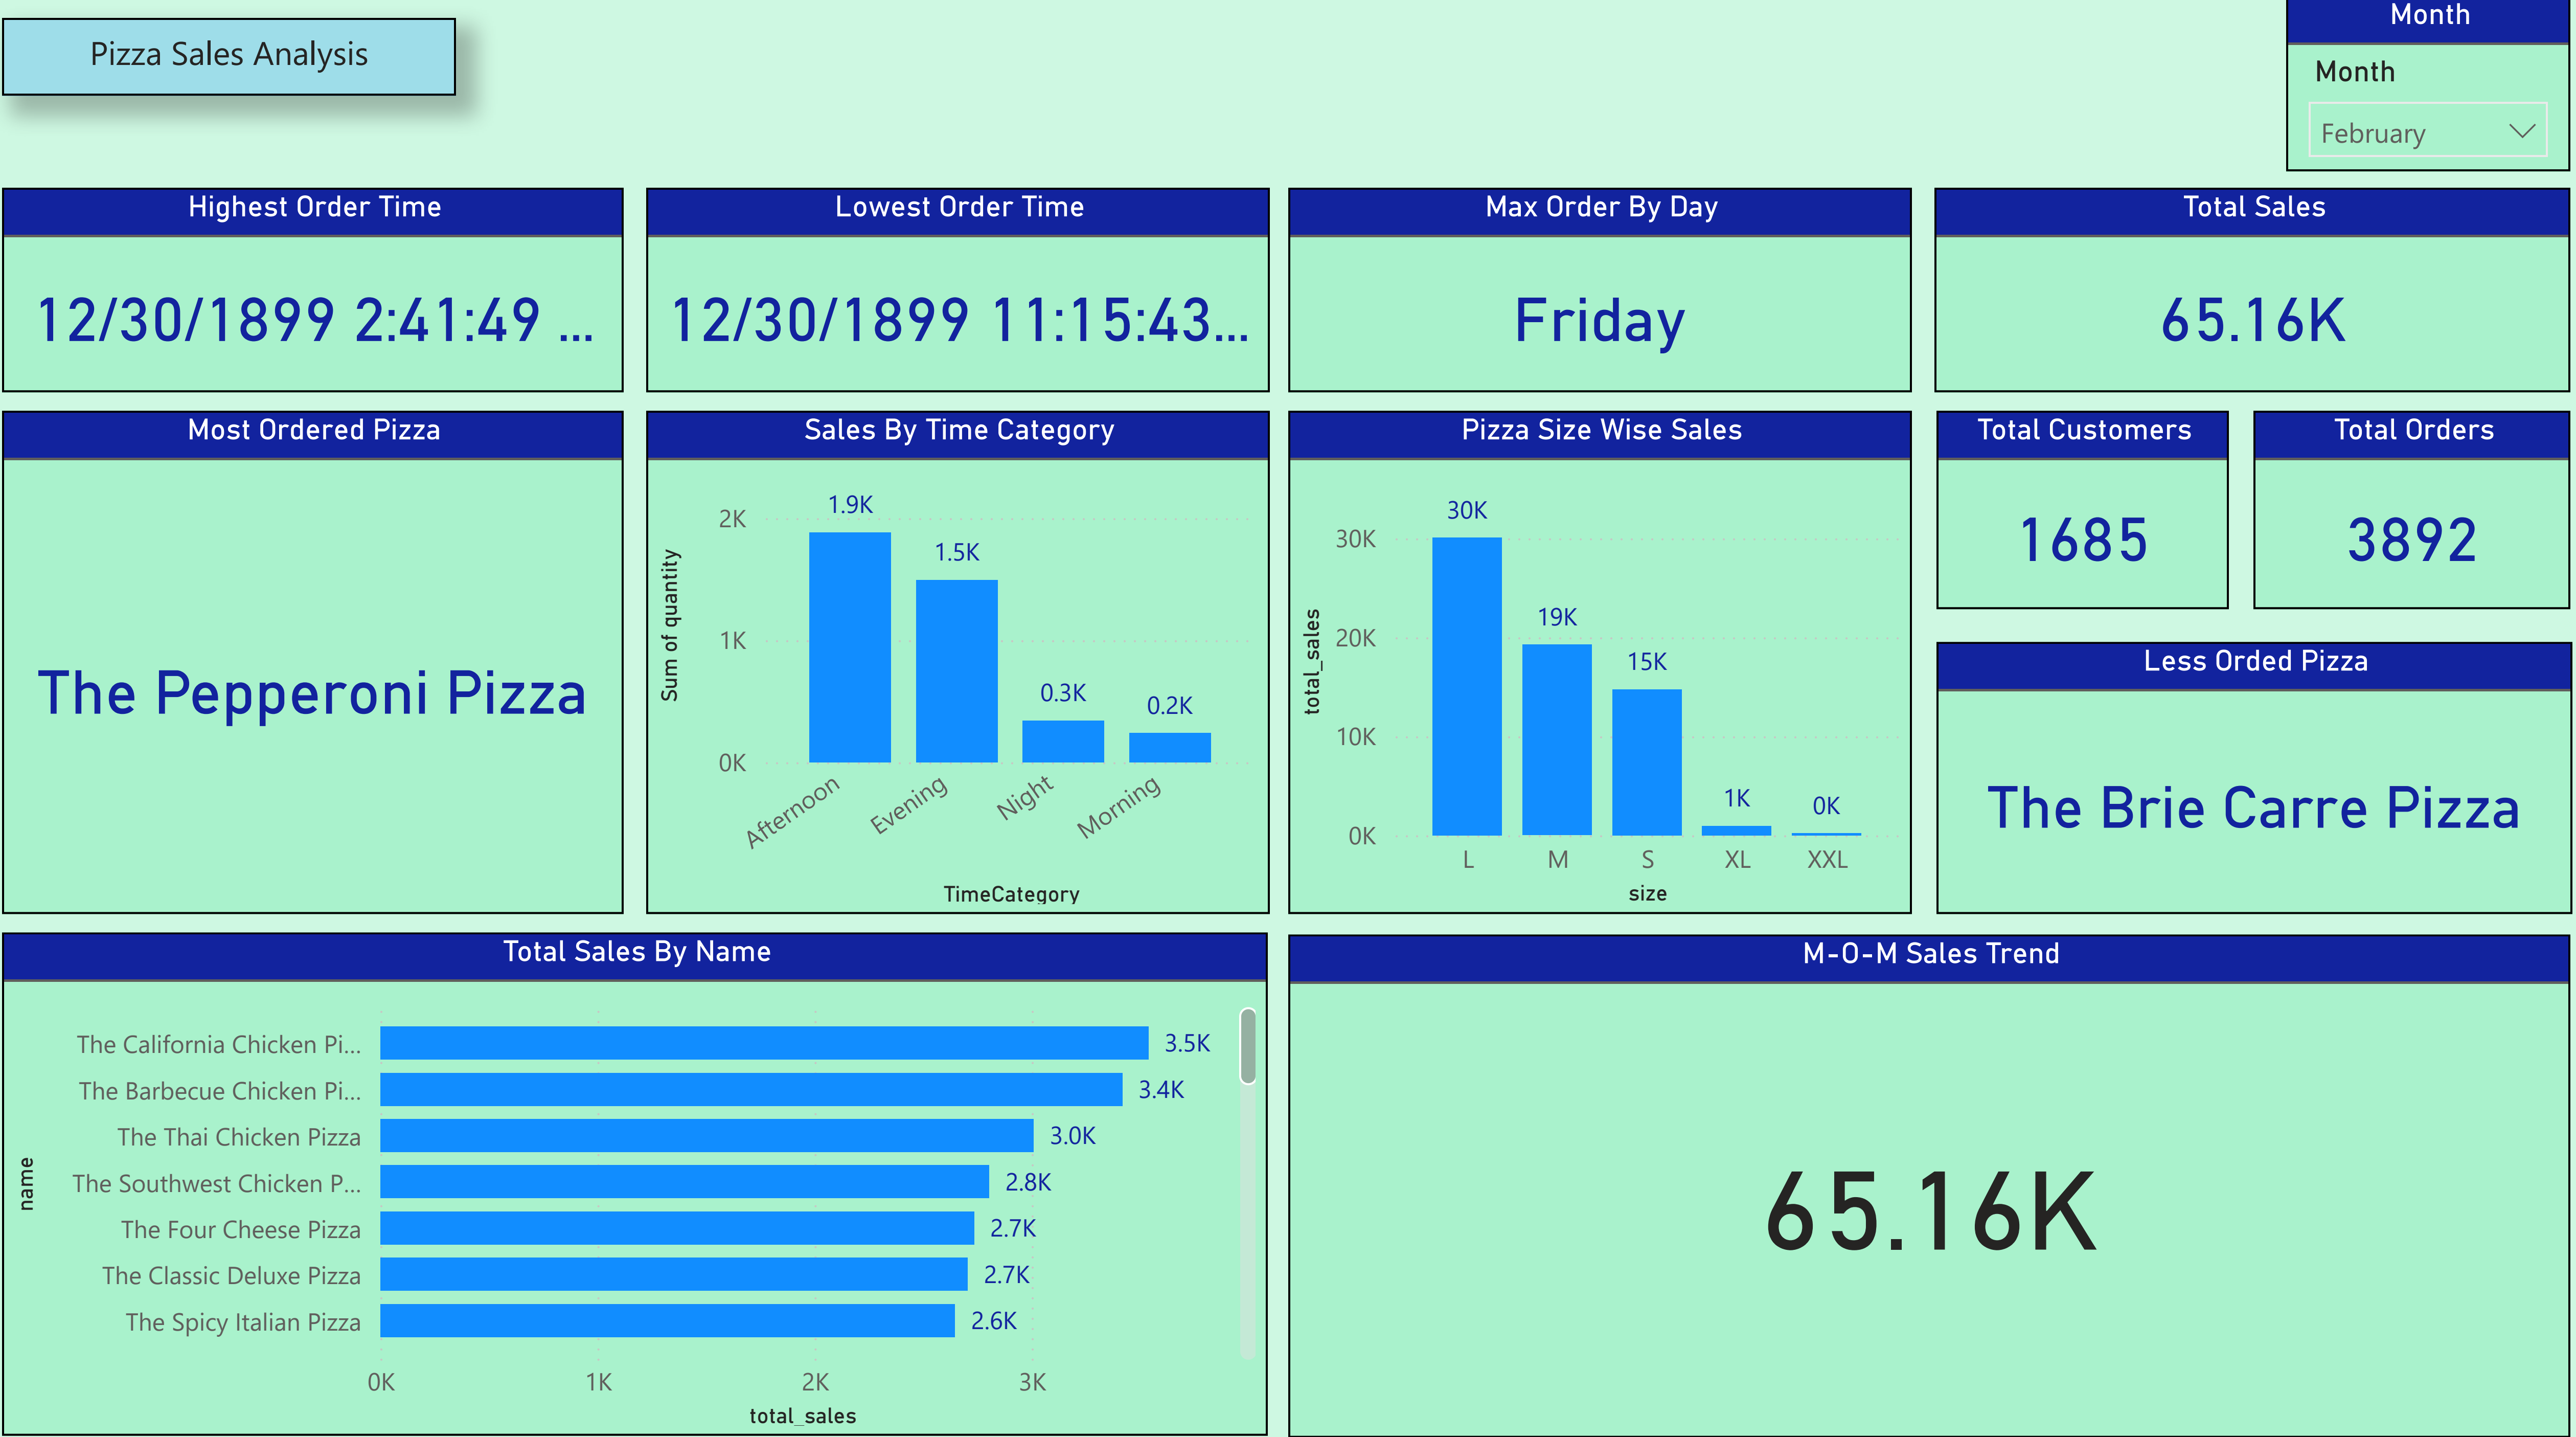 Pizza Sales Analysis
Month
Month
February
Highest Order Time
12/30/1899 2:41:49 ...
Lowest Order Time
12/30/1899 11:15:43...
Max Order By Day
Friday
Total Sales
65.16K
Most Ordered Pizza
The Pepperoni Pizza
Sales By Time Category
Sum of quantity
2K
1K
0K
1.9K
1.5K
0.3K
0.2K
Afternoon
Evening
Night
Morning
TimeCategory
Pizza Size Wise Sales
total_sales
30K
20K
10K
0K
30K
19K
15K
1K
0K
L M S XL XXL
size
Total Customers
1685
Total Orders
3892
Less Orded Pizza
The Brie Carre Pizza
Total Sales By Name
name
The California Chicken Pi... 3.5K
The Barbecue Chicken Pi... 3.4K
The Thai Chicken Pizza 3.0K
The Southwest Chicken P... 2.8K
The Four Cheese Pizza 2.7K
The Classic Deluxe Pizza 2.7K
The Spicy Italian Pizza 2.6K
0K 1K 2K 3K
total_sales
M-O-M Sales Trend
65.16K